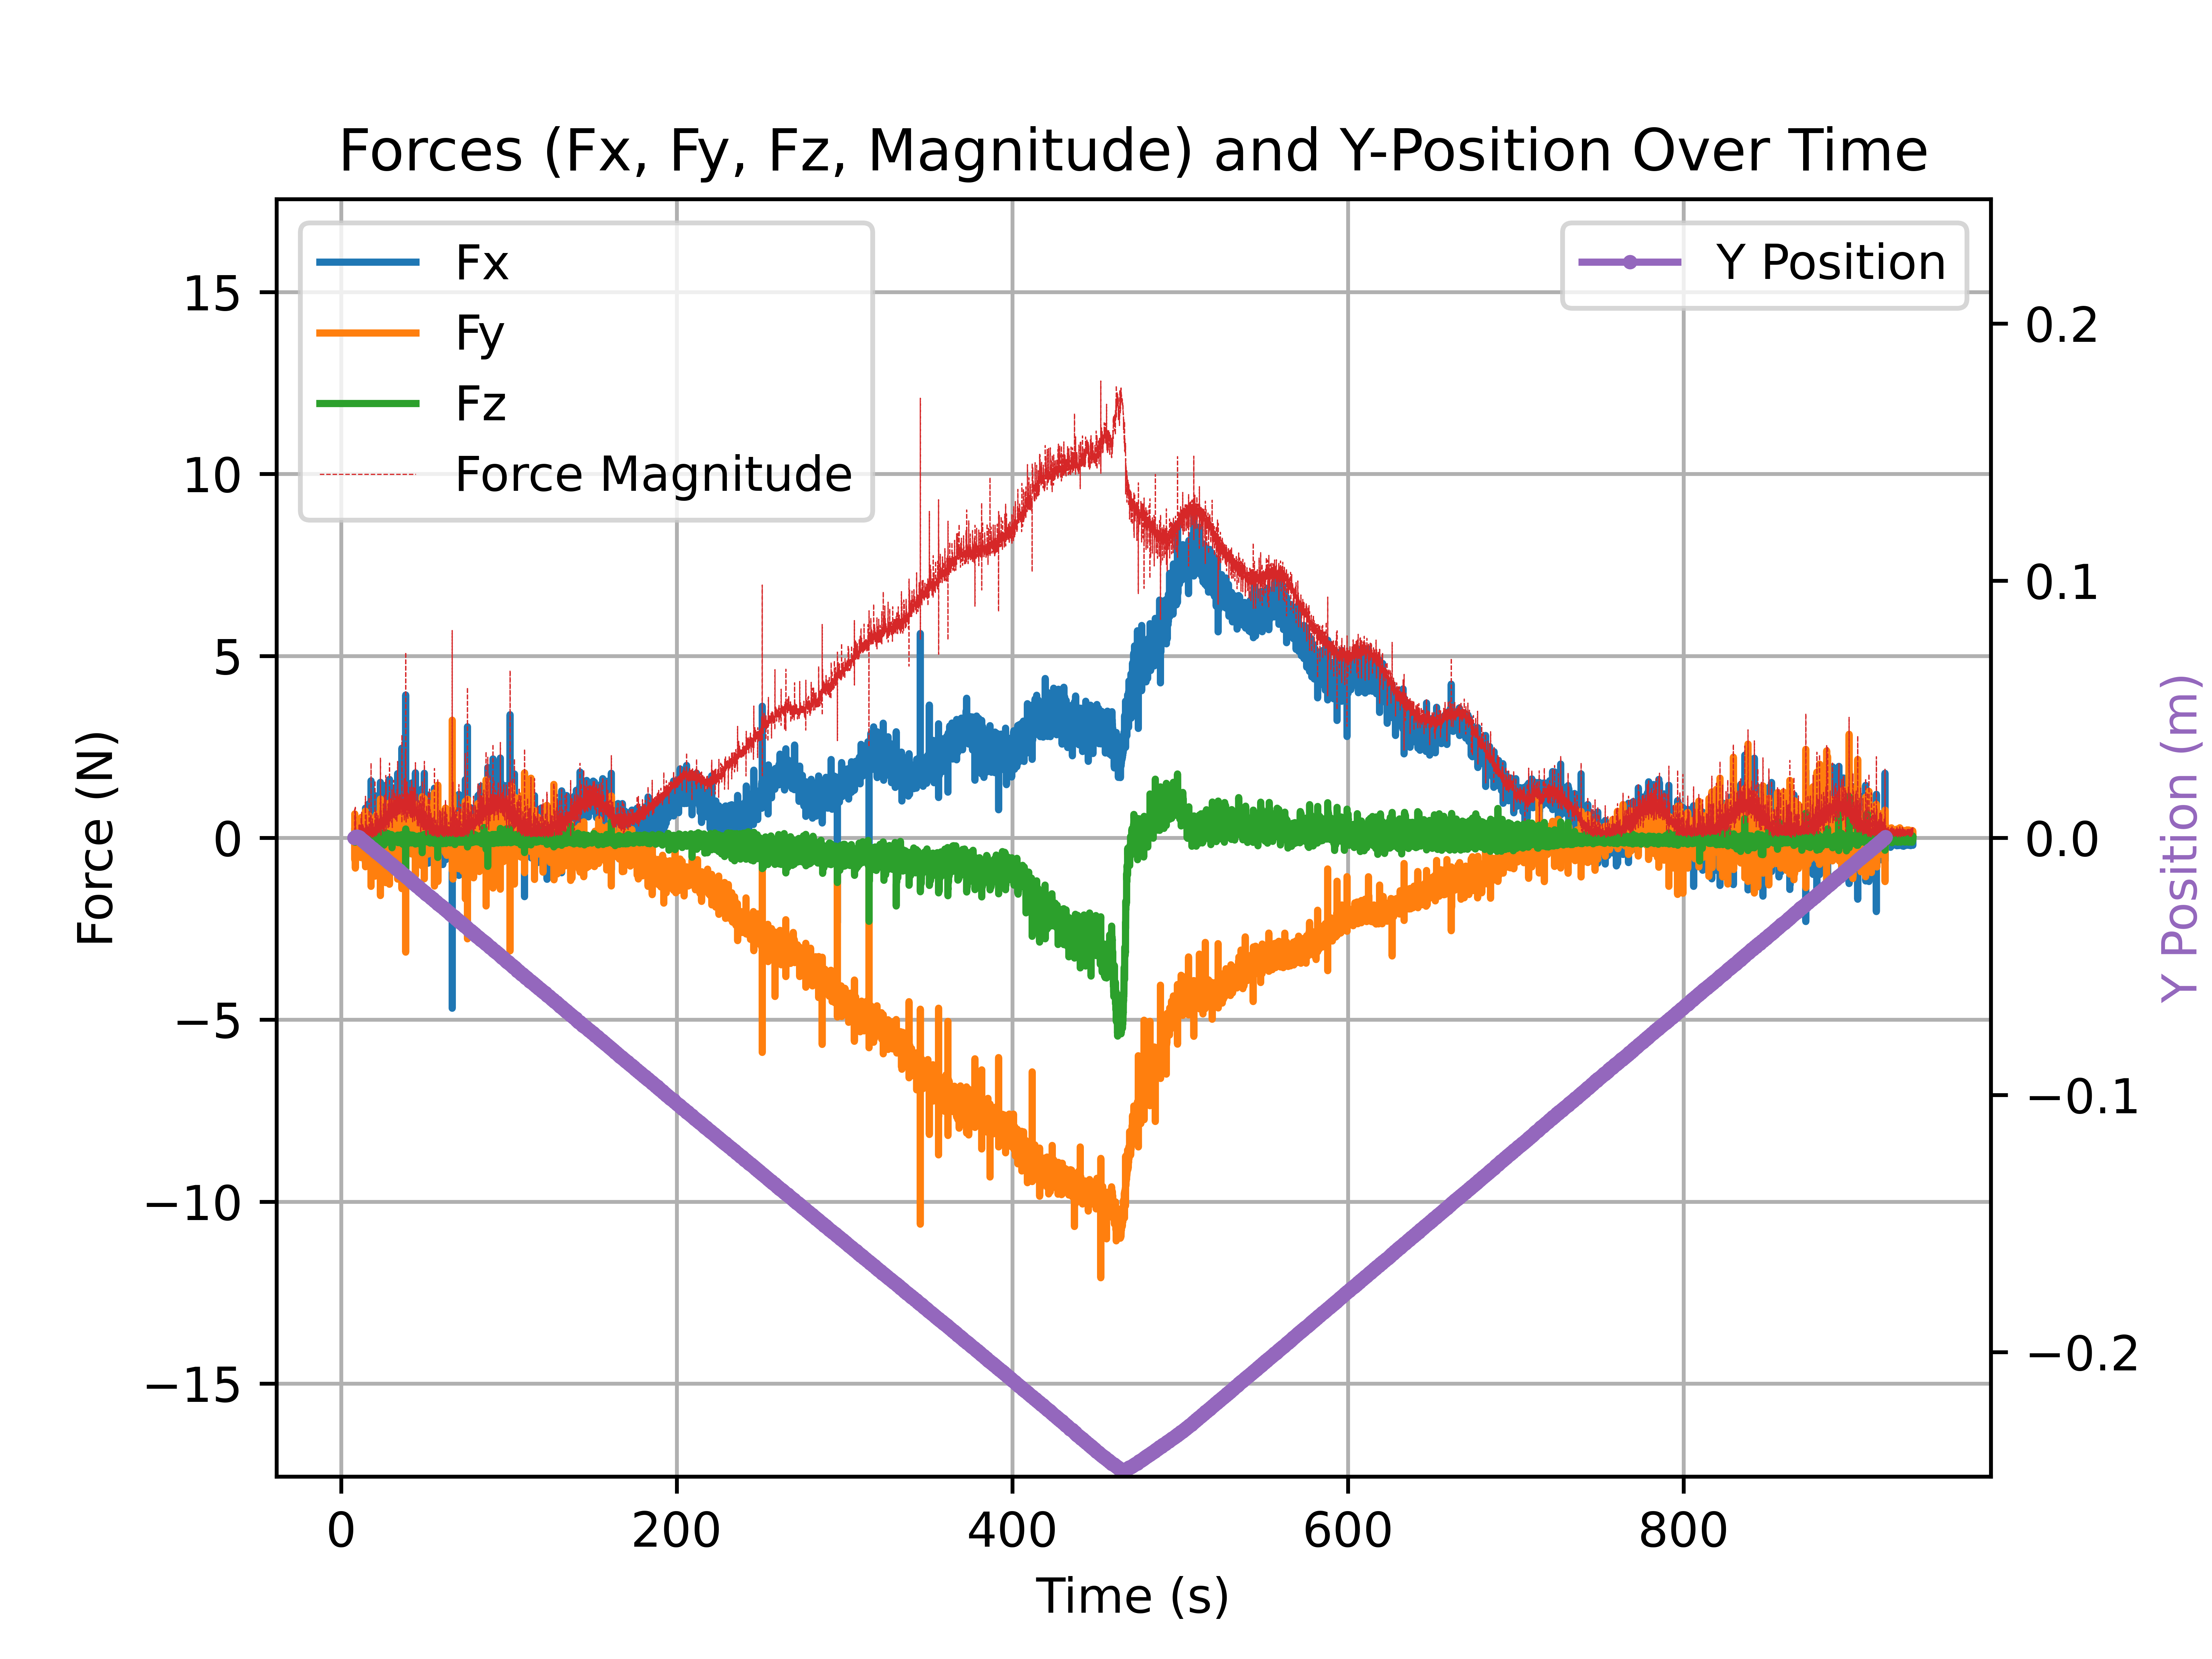 Forces (Fx, Fy, Fz, Magnitude) and Y-Position Over Time
Fx
Fy
Fz
Force Magnitude
Y Position
15
10
5
0
−5
−10
−15
Force (N)
0.2
0.1
0.0
−0.1
−0.2
Y Position (m)
0 200 400 600 800
Time (s)